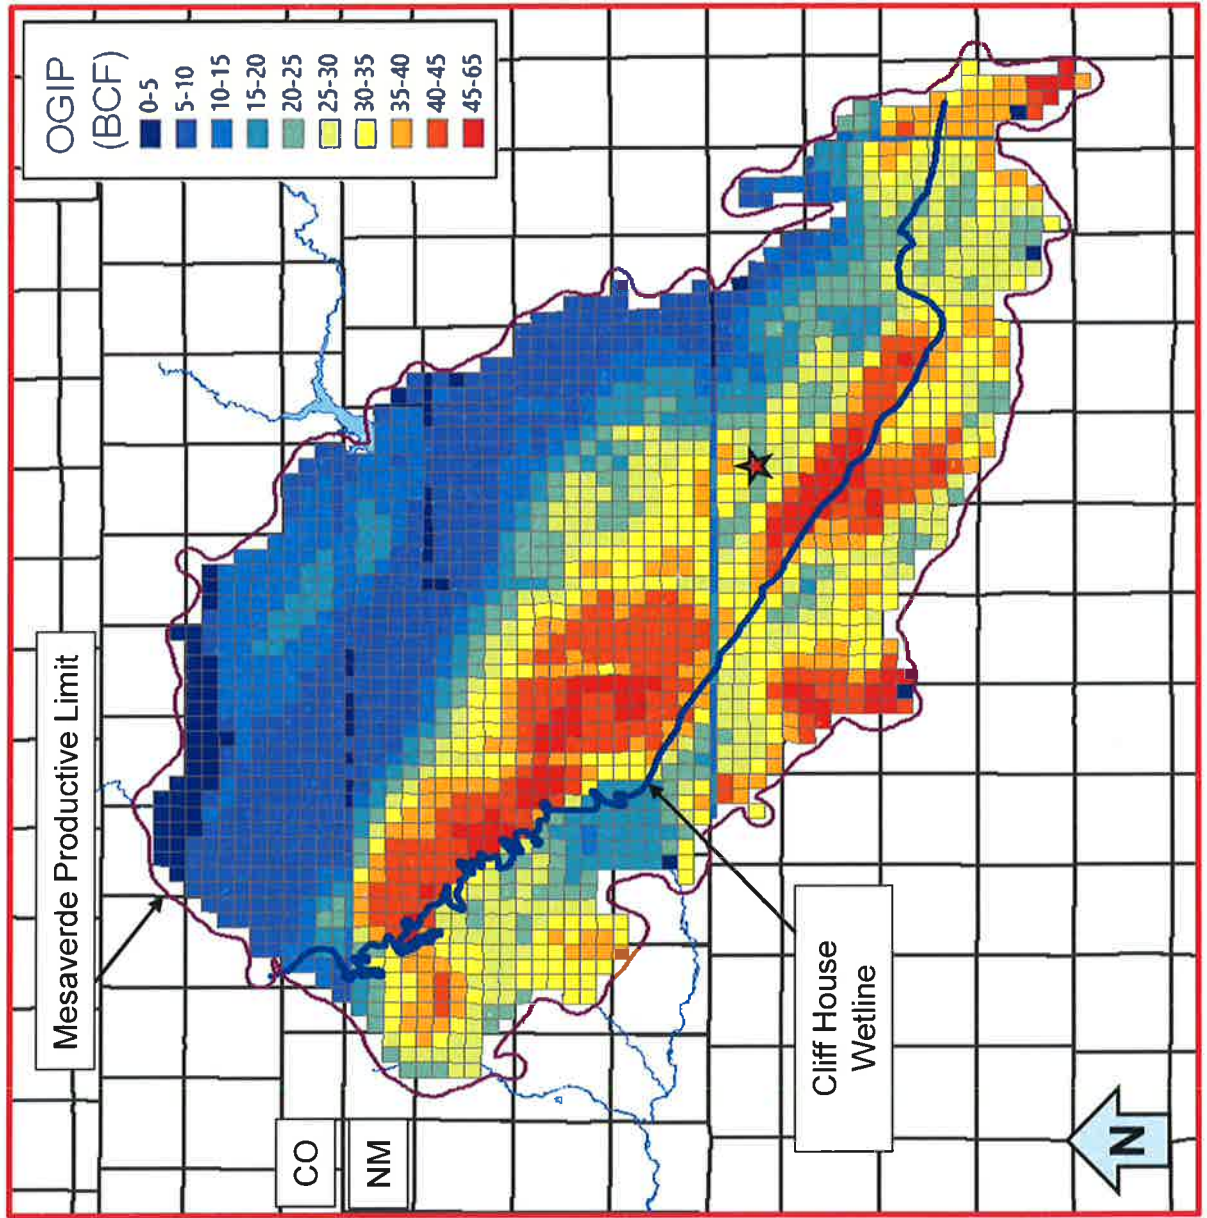 OGIP
(BCF)
0-5
5-10
10-15
15-20
20-25
25-30
30-35
35-40
40-45
45-65
Mesaverde Productive Limit
CO
NM
Cliff House
Wetline
N